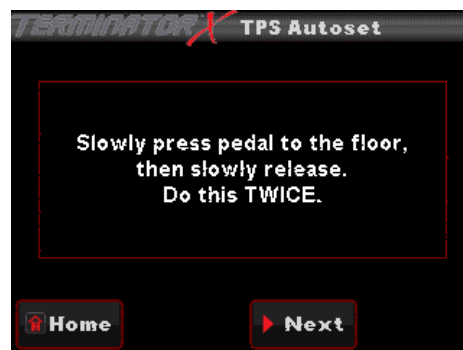 TERMINATOR X TPS Autoset
Slowly press pedal to the floor,
then slowly release.
Do this TWICE.
Home
Next